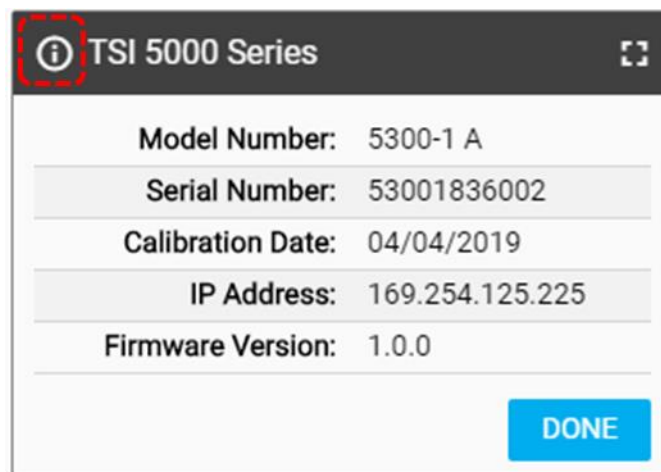 TSI 5000 Series
Model Number: 5300-1 A
Serial Number: 53001836002
Calibration Date: 04/04/2019
IP Address: 169.254.125.225
Firmware Version: 1.0.0
DONE